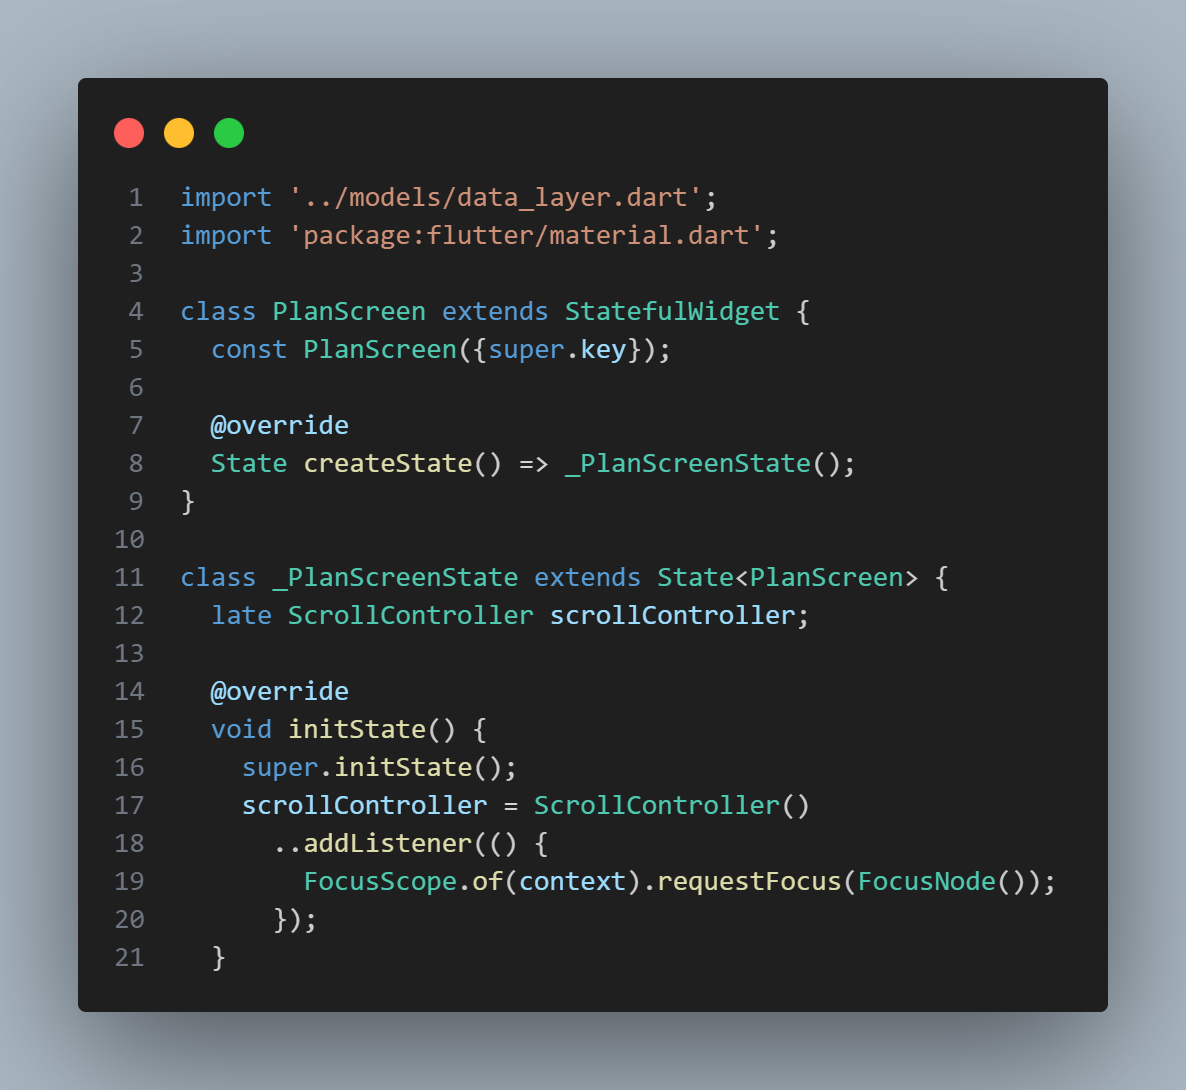 1 import '../models/data_layer.dart';
2 import 'package:flutter/material.dart';
3
4 class PlanScreen extends StatefulWidget {
5   const PlanScreen({super.key});
6
7   @override
8   State createState() => _PlanScreenState();
9 }
10
11 class _PlanScreenState extends State<PlanScreen> {
12   late ScrollController scrollController;
13
14   @override
15   void initState() {
16     super.initState();
17     scrollController = ScrollController()
18       ..addListener(() {
19         FocusScope.of(context).requestFocus(FocusNode());
20       });
21   }